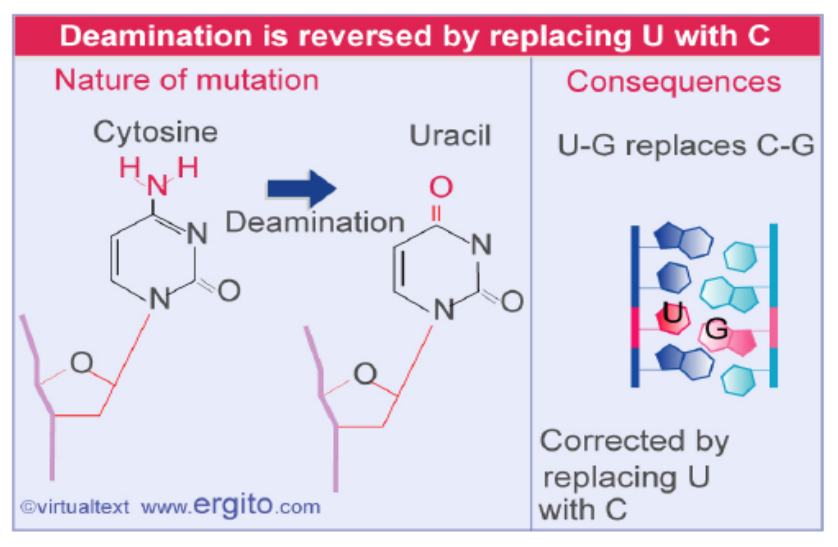 Deamination is reversed by replacing U with C
Nature of mutation
Cytosine
H H
N
N
N
O
O
Deamination
Uracil
O
N
N
O
O
©virtualtext www.ergito.com
Consequences
U-G replaces C-G
U
G
Corrected by
replacing U
with C